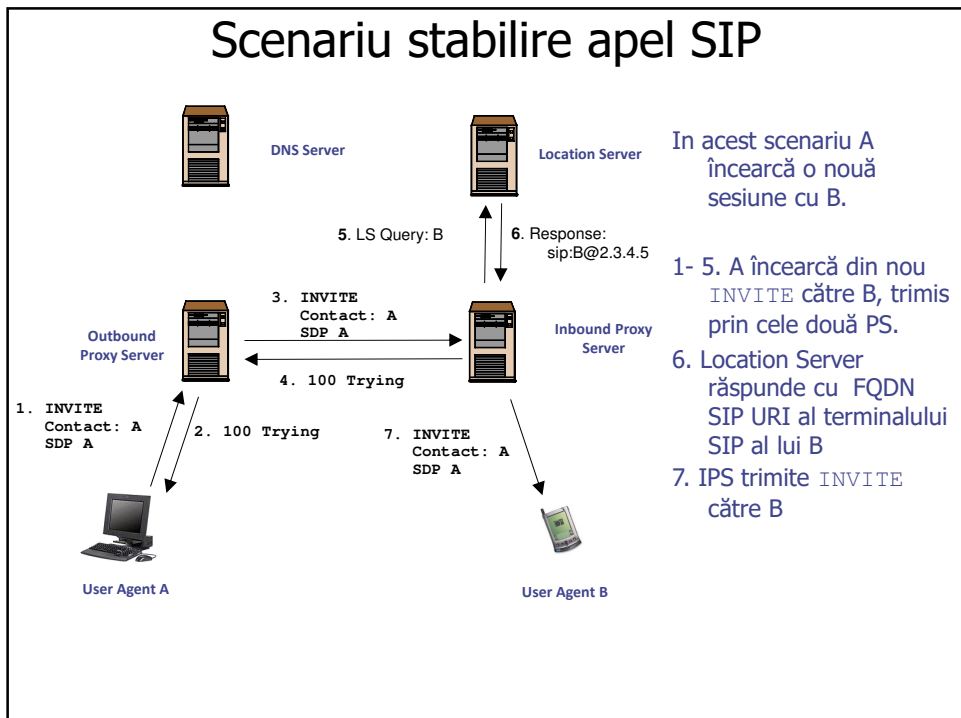 Scenariu stabilire apel SIP
DNS Server
Location Server
5. LS Query: B
6. Response:
sip:B@2.3.4.5
3. INVITE
Contact: A
SDP A
Outbound
Proxy Server
Inbound Proxy
Server
4. 100 Trying
1. INVITE
Contact: A
SDP A
2. 100 Trying
7. INVITE
Contact: A
SDP A
User Agent A
User Agent B
In acest scenariu A
încearcă o nouă
sesiune cu B.
1- 5. A încearcă din nou
INVITE către B, trimis
prin cele două PS.
6. Location Server
răspunde cu FQDN
SIP URI al terminalului
SIP al lui B
7. IPS trimite INVITE
către B